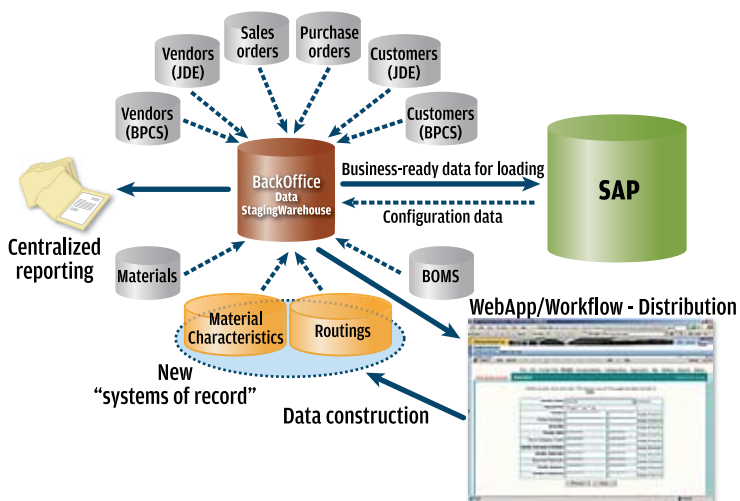 Sales
orders
Purchase
orders
Vendors
(JDE)
Customers
(JDE)
Vendors
(BPCS)
Customers
(BPCS)
BackOffice
Data
StagingWarehouse
Business-ready data for loading
SAP
Configuration data
Centralized
reporting
Materials
BOMS
WebApp/Workflow - Distribution
Material
Characteristics
Routings
New
“systems of record”
Data construction